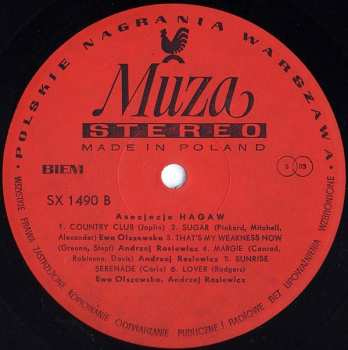 POLSKIE NAGRANIA WARSZAWA
Muza
STEREO
MADE IN POLAND
BIEM
SX 1490 B
Asocjacja HAGAW
1. COUNTRY CLUB (Joplin) 2. SUGAR (Pinkard, Mitchell,
Alexander) Ewa Olszewska 3. THAT'S MY WEAKNESS NOW
(Greene, Stept) Andrzej Rosiewicz 4. MARGIE (Conrad,
Robinsone, Davis) Andrzej Rosiewicz 5. SUNRISE
SERENADE (Carle) 6. LOVER (Rodgers)
Ewa Olszewska, Andrzej Rosiewicz
WSZELKIE PRAWA ZASTRZEŻONE KOPIOWANIE ODTWARZANIE PUBLICZNE I RADIOWE BEZ UPOWAŻNIENIA WZBRONIONE